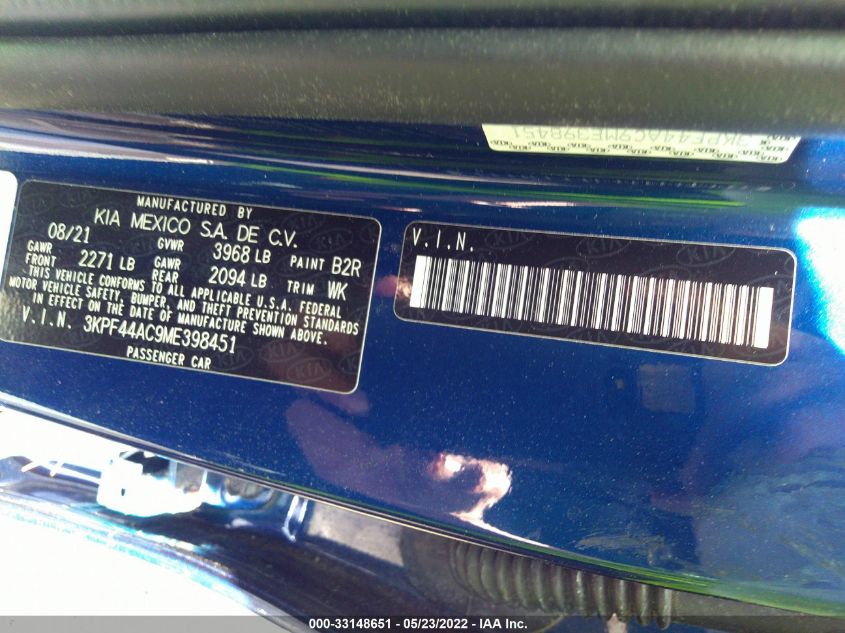 3KPF44AC9ME398451
MANUFACTURED BY
KIA MEXICO S.A. DE C.V.
08/21 GVWR 3968 LB PAINT B2R
GAWR FRONT 2271 LB GAWR REAR 2094 LB TRIM WK
THIS VEHICLE CONFORMS TO ALL APPLICABLE U.S.A. FEDERAL
MOTOR VEHICLE SAFETY, BUMPER, AND THEFT PREVENTION STANDARDS
IN EFFECT ON THE DATE OF MANUFACTURE SHOWN ABOVE.
V.I.N. 3KPF44AC9ME398451
PASSENGER CAR
V.I.N.
000-33148651 - 05/23/2022 - IAA Inc.